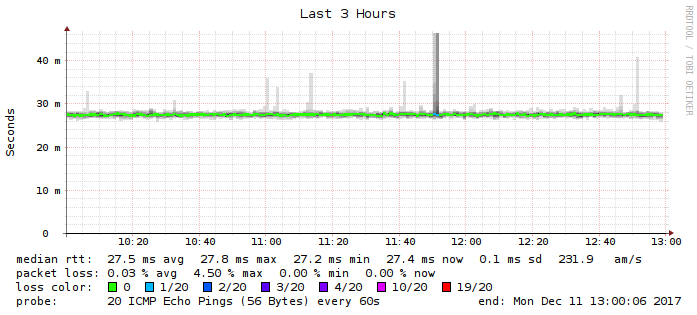 Last 3 Hours
RRDTOOL / TOBI OETIKER
Seconds
40 m
30 m
20 m
10 m
0
10:20 10:40 11:00 11:20 11:40 12:00 12:20 12:40 13:00
median rtt: 27.5 ms avg 27.8 ms max 27.2 ms min 27.4 ms now 0.1 ms sd 231.9 am/s
packet loss: 0.03 % avg 4.50 % max 0.00 % min 0.00 % now
loss color: 0 1/20 2/20 3/20 4/20 10/20 19/20
probe: 20 ICMP Echo Pings (56 Bytes) every 60s end: Mon Dec 11 13:00:06 2017